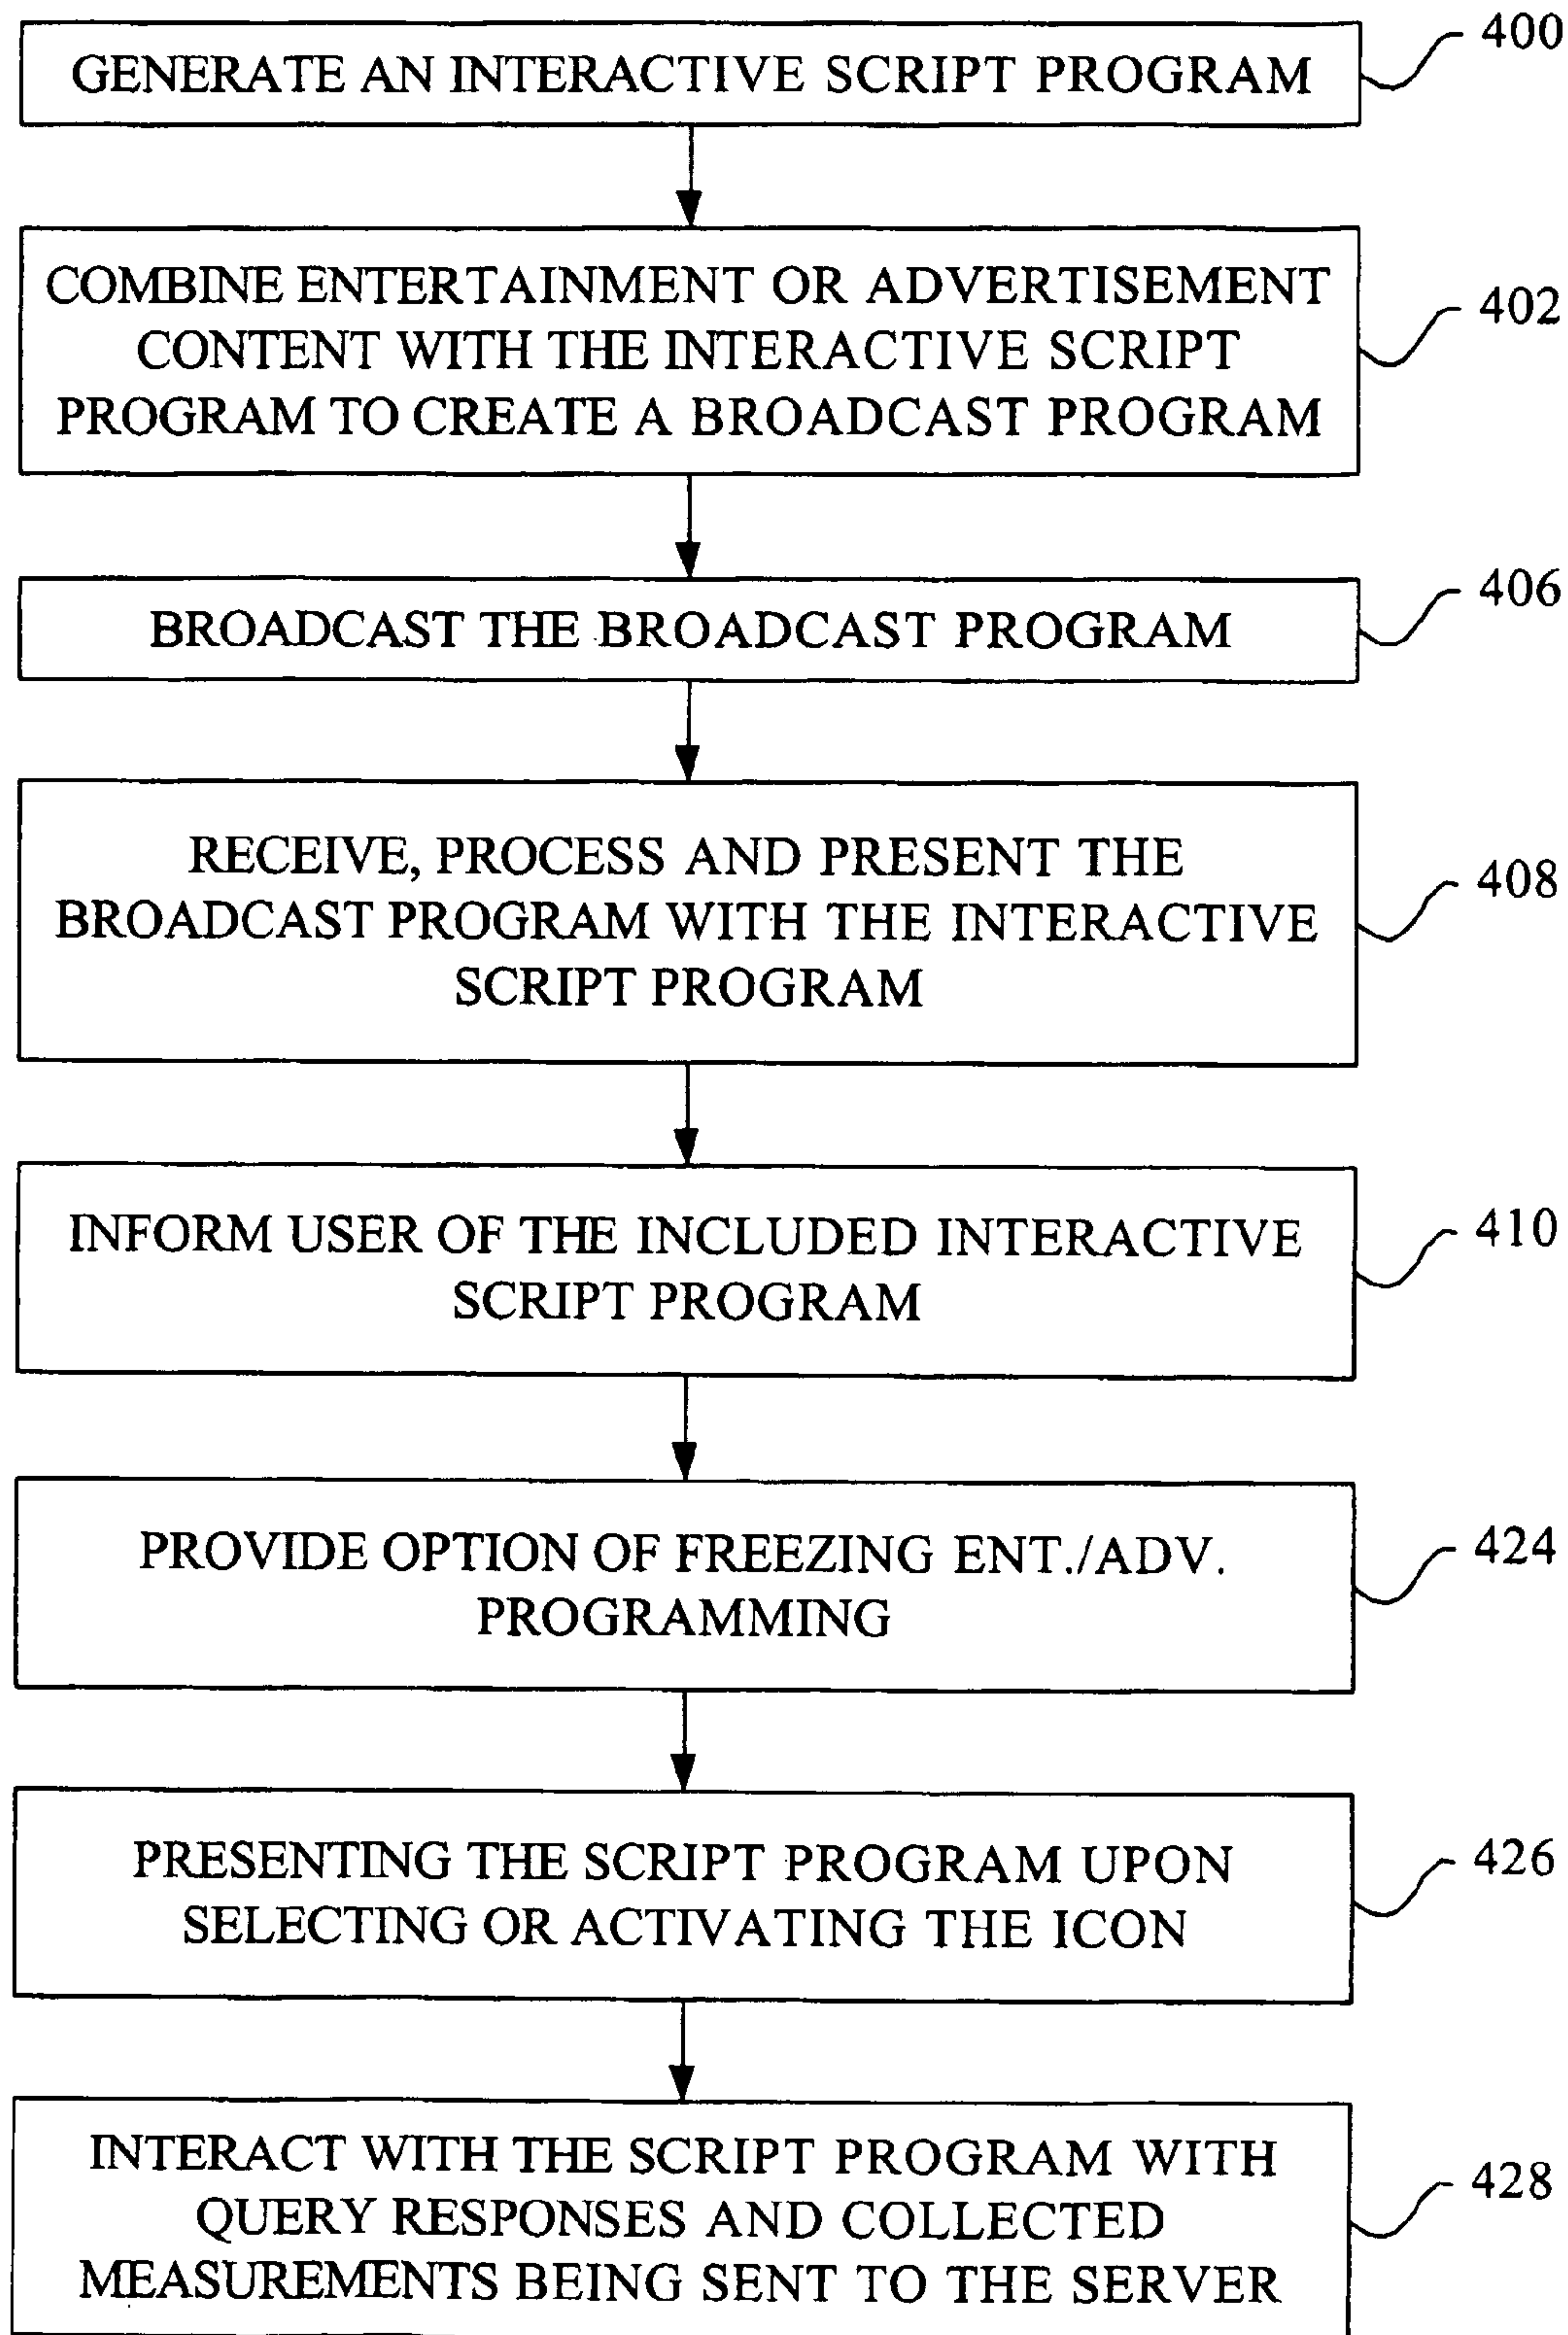 GENERATE AN INTERACTIVE SCRIPT PROGRAM
400
COMBINE ENTERTAINMENT OR ADVERTISEMENT
CONTENT WITH THE INTERACTIVE SCRIPT
PROGRAM TO CREATE A BROADCAST PROGRAM
402
BROADCAST THE BROADCAST PROGRAM
406
RECEIVE, PROCESS AND PRESENT THE
BROADCAST PROGRAM WITH THE INTERACTIVE
SCRIPT PROGRAM
408
INFORM USER OF THE INCLUDED INTERACTIVE
SCRIPT PROGRAM
410
PROVIDE OPTION OF FREEZING ENT./ADV.
PROGRAMMING
424
PRESENTING THE SCRIPT PROGRAM UPON
SELECTING OR ACTIVATING THE ICON
426
INTERACT WITH THE SCRIPT PROGRAM WITH
QUERY RESPONSES AND COLLECTED
MEASUREMENTS BEING SENT TO THE SERVER
428